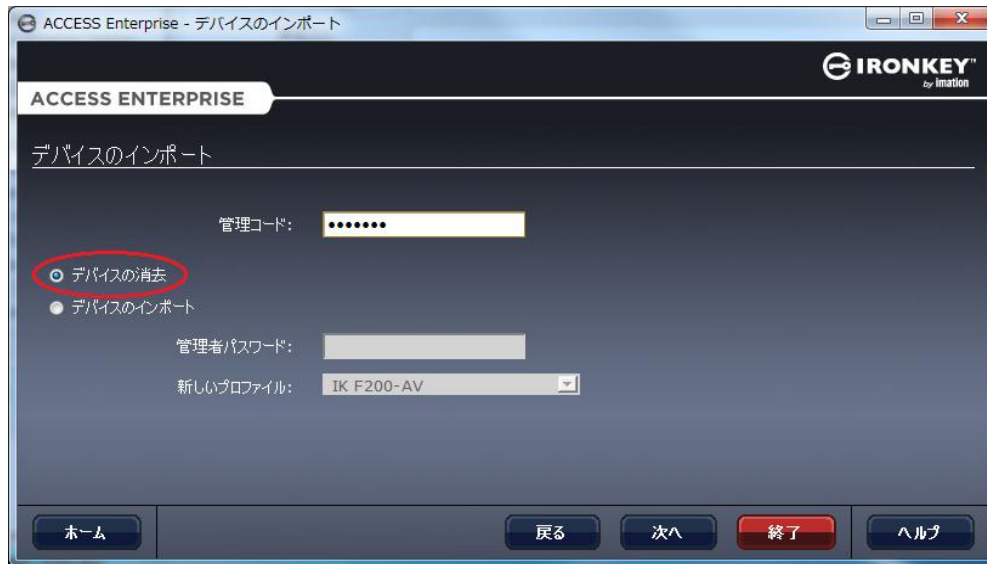 ACCESS Enterprise - デバイスのインポート
IRONKEY™
by imation
ACCESS ENTERPRISE
デバイスのインポート
管理コード: •••••••
デバイスの消去
デバイスのインポート
管理者パスワード:
新しいプロファイル: IK F200-AV
ホーム 戻る 次へ 終了 ヘルプ